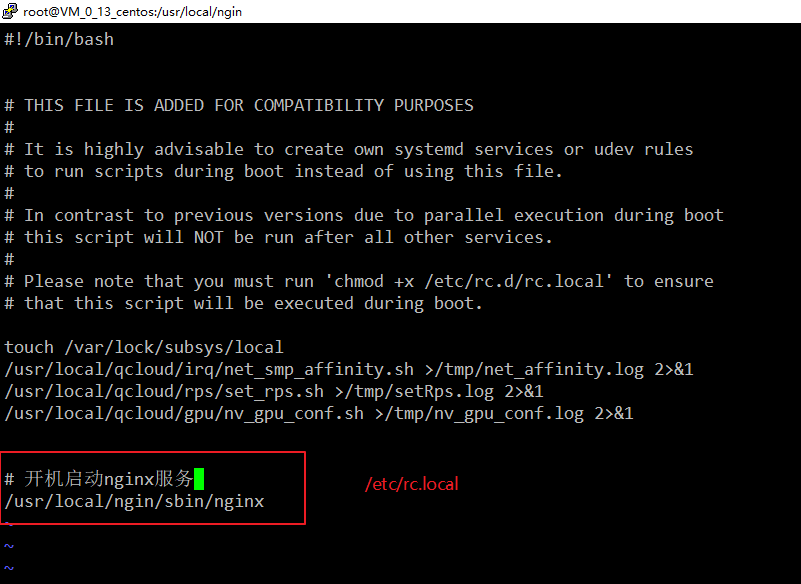 root@VM_0_13_centos:/usr/local/ngin
#!/bin/bash
# THIS FILE IS ADDED FOR COMPATIBILITY PURPOSES
#
# It is highly advisable to create own systemd services or udev rules
# to run scripts during boot instead of using this file.
#
# In contrast to previous versions due to parallel execution during boot
# this script will NOT be run after all other services.
#
# Please note that you must run 'chmod +x /etc/rc.d/rc.local' to ensure
# that this script will be executed during boot.
touch /var/lock/subsys/local
/usr/local/qcloud/irq/net_smp_affinity.sh >/tmp/net_affinity.log 2>&1
/usr/local/qcloud/rps/set_rps.sh >/tmp/setRps.log 2>&1
/usr/local/qcloud/gpu/nv_gpu_conf.sh >/tmp/nv_gpu_conf.log 2>&1
# 开机启动nginx服务
/etc/rc.local
/usr/local/ngin/sbin/nginx
~
~
~